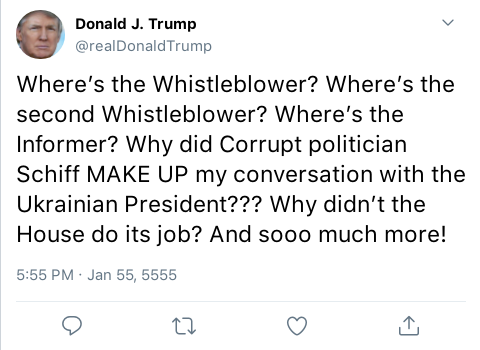 Donald J. Trump
@realDonaldTrump
Where’s the Whistleblower? Where’s the
second Whistleblower? Where’s the
Informer? Why did Corrupt politician
Schiff MAKE UP my conversation with the
Ukrainian President??? Why didn’t the
House do its job? And sooo much more!
5:55 PM · Jan 55, 5555